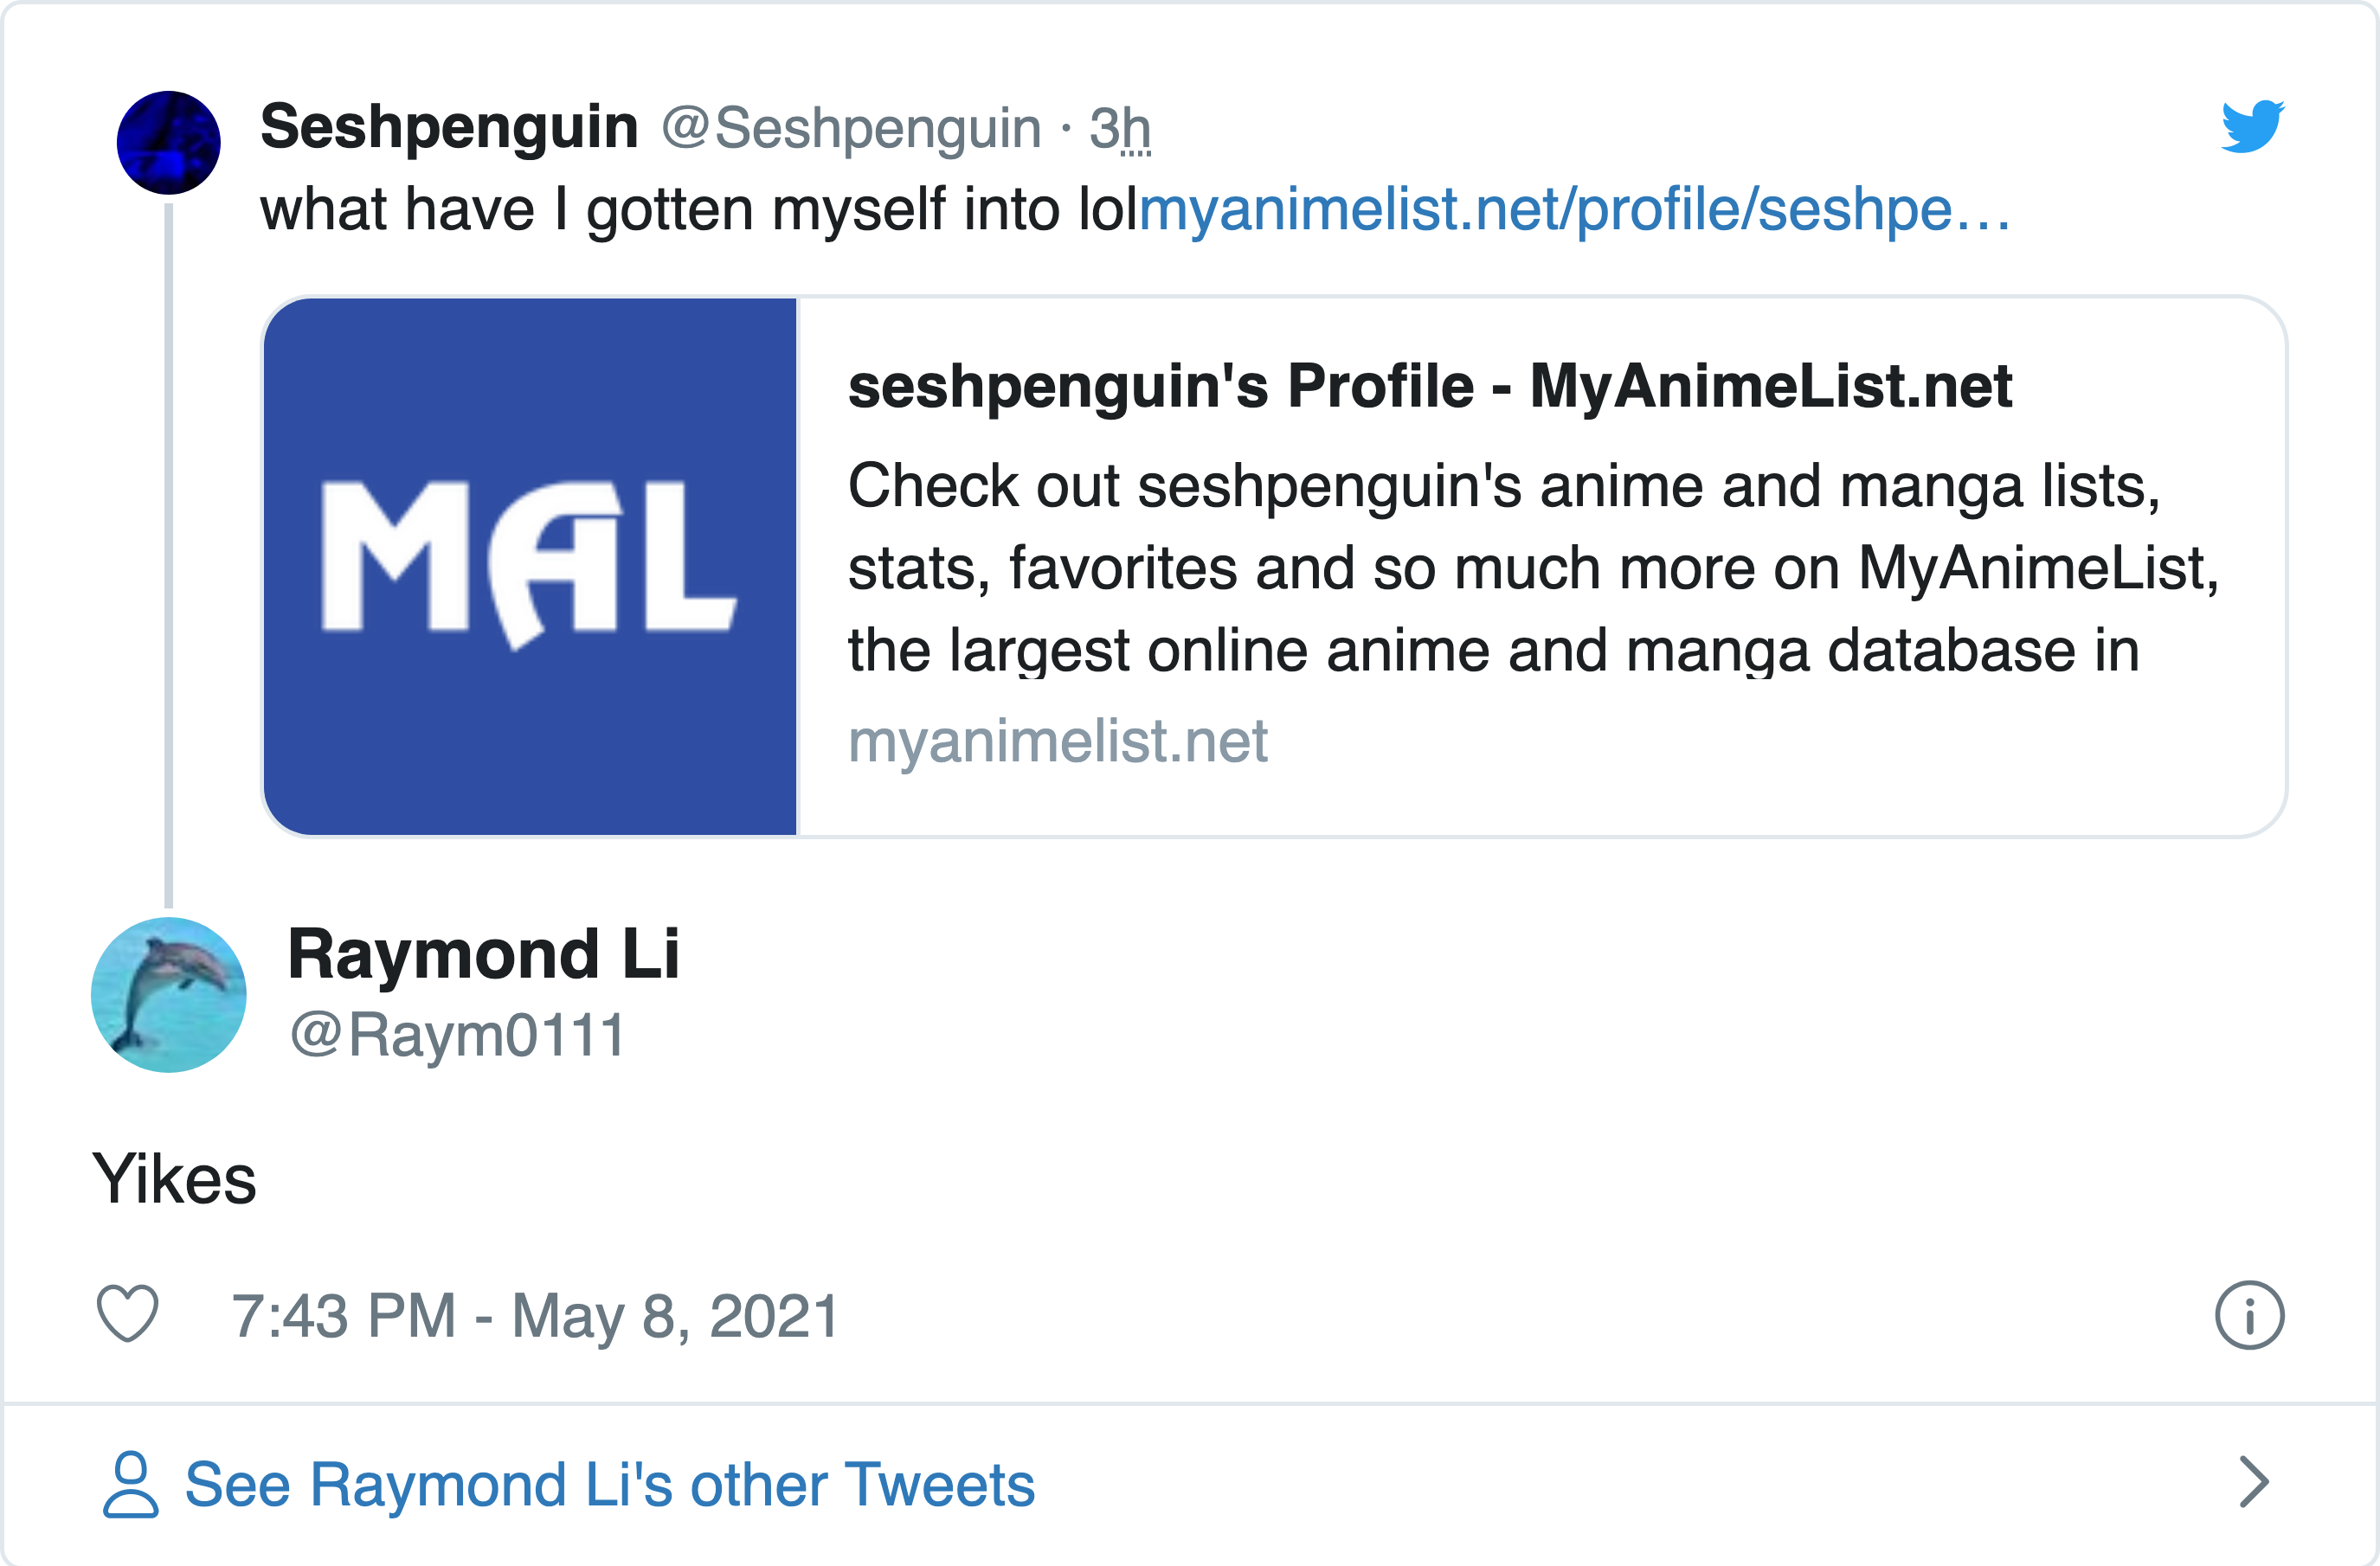 Seshpenguin @Seshpenguin · 3h
what have I gotten myself into lolmyanimelist.net/profile/seshpe…
MAL
seshpenguin's Profile - MyAnimeList.net
Check out seshpenguin's anime and manga lists,
stats, favorites and so much more on MyAnimeList,
the largest online anime and manga database in
myanimelist.net
Raymond Li
@Raym0111
Yikes
7:43 PM - May 8, 2021
See Raymond Li's other Tweets